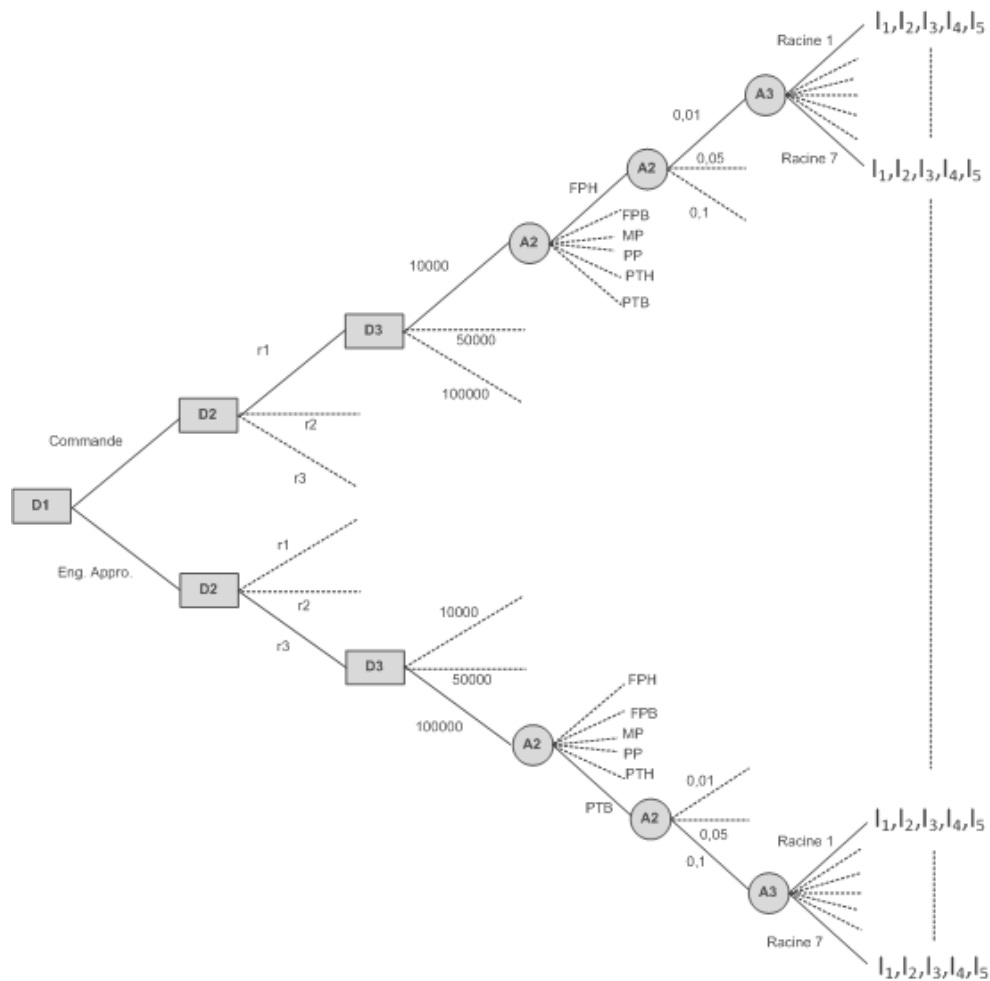 I1,I2,I3,I4,I5
Racine 1
A3
0,01
Racine 7
0,05
I1,I2,I3,I4,I5
A2
FPH
0,1
FPB
MP
A2
PP
10000
PTH
PTB
D3
50000
r1
100000
D2
r2
Commande
r3
D1
r1
Eng. Appro.
D2
r2
10000
r3
D3
50000
FPH
FPB
100000
MP
A2
PP
PTH
0,01
PTB
A2
I1,I2,I3,I4,I5
0,05
Racine 1
0,1
A3
Racine 7
I1,I2,I3,I4,I5